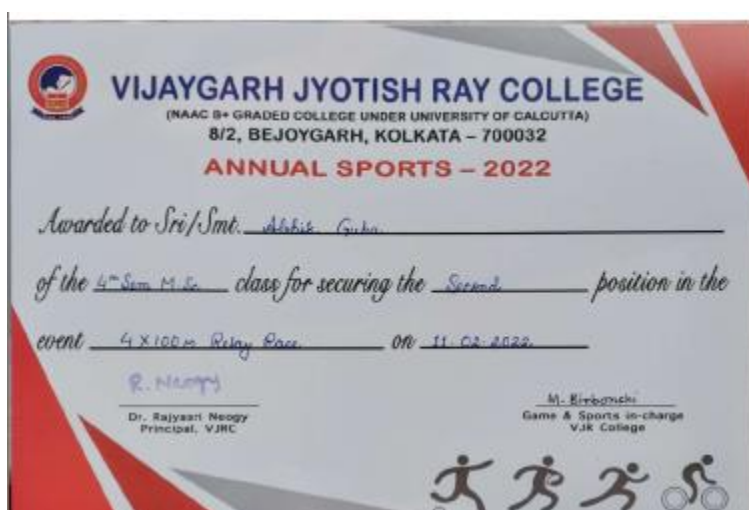 VIJAYGARH JYOTISH RAY COLLEGE
(NAAC B+ GRADED COLLEGE UNDER UNIVERSITY OF CALCUTTA)
8/2, BEJOYGARH, KOLKATA – 700032
ANNUAL SPORTS – 2022
Awarded to Sri/Smt. Guha
of the 4th Sem M.Sc class for securing the Second position in the
event 4 X 100 m Relay Race on 11.02.2022
R. Neogy
M. Birbanshi
Dr. Rajyasri Neogy
Principal, VJRC
Game & Sports in-charge
VJR College